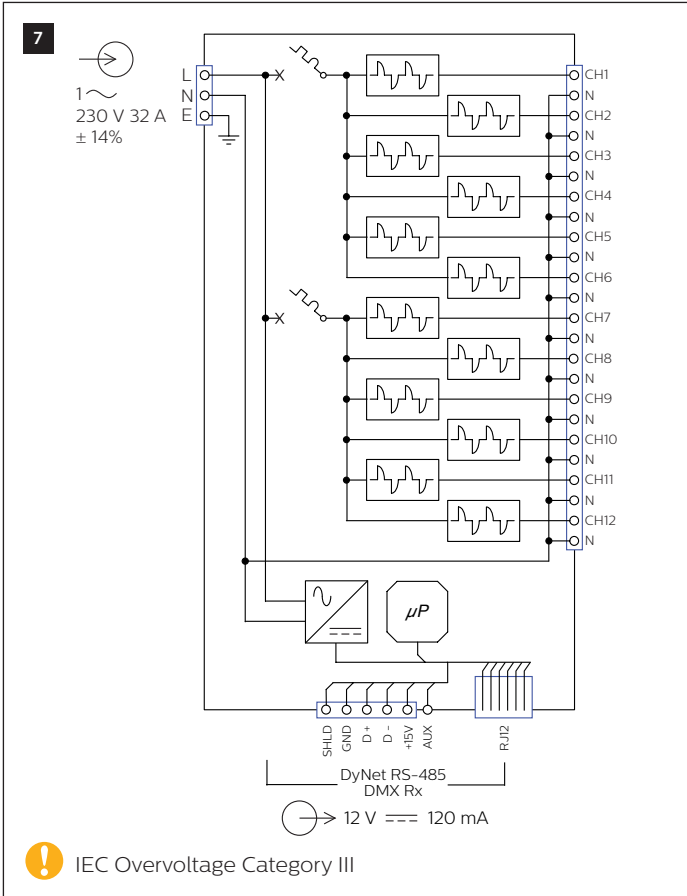 7
L
N
E
1
230 V 32 A
± 14%
CH1
N
CH2
N
CH3
N
CH4
N
CH5
N
CH6
N
CH7
N
CH8
N
CH9
N
CH10
N
CH11
N
CH12
N
µP
SHLD
GND
D +
D -
+15V
AUX
RJ12
DyNet RS-485
DMX Rx
12 V 120 mA
! IEC Overvoltage Category III